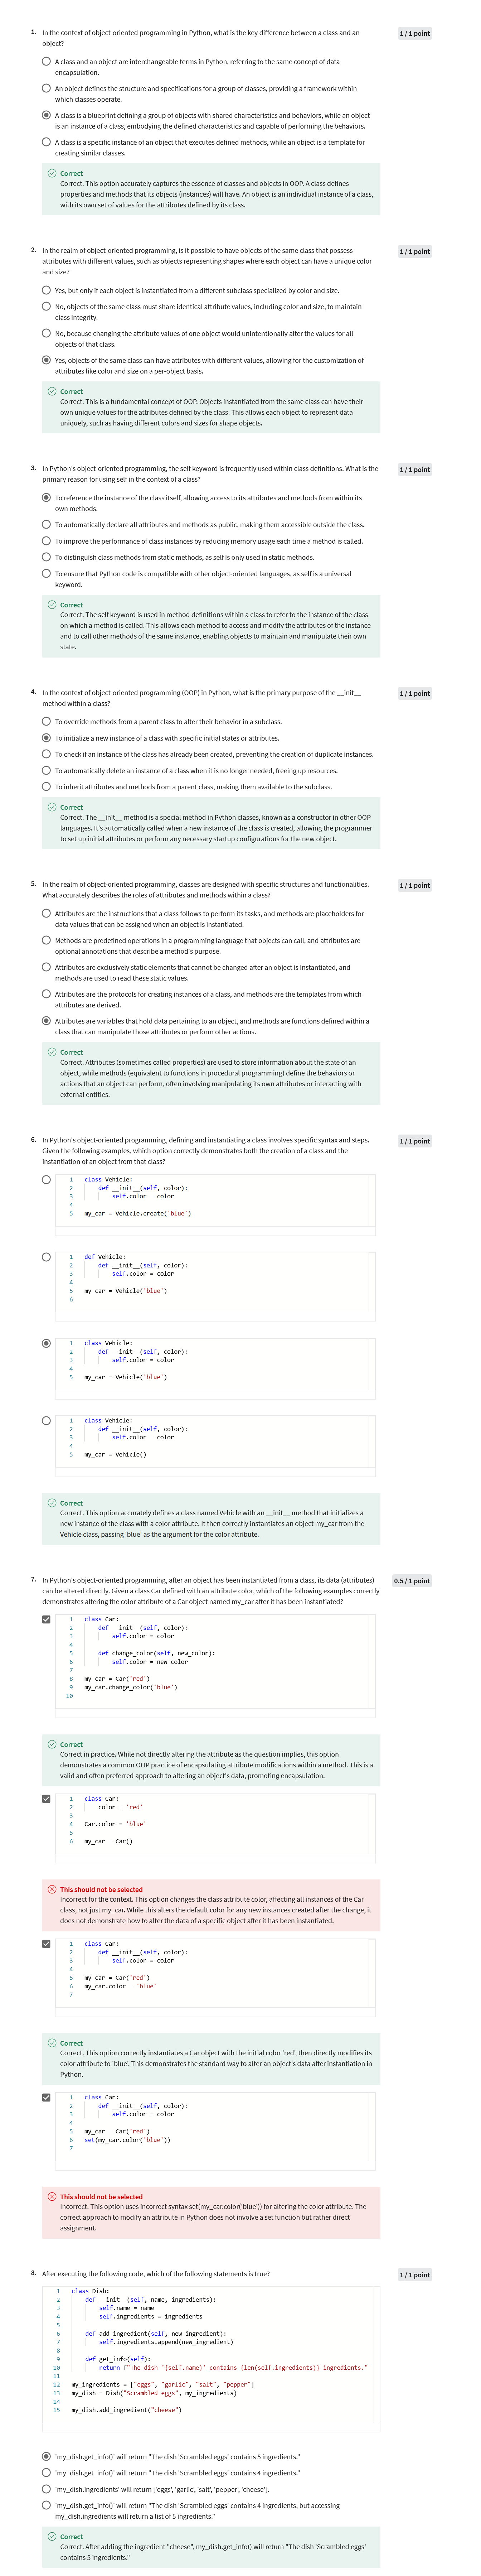 1. In the context of object-oriented programming in Python, what is the key difference between a class and an
object?
1 / 1 point
A class and an object are interchangeable terms in Python, referring to the same concept of data
encapsulation.
An object defines the structure and specifications for a group of classes, providing a framework within
which classes operate.
A class is a blueprint defining a group of objects with shared characteristics and behaviors, while an object
is an instance of a class, embodying the defined characteristics and capable of performing the behaviors.
A class is a specific instance of an object that executes defined methods, while an object is a template for
creating similar classes.
Correct
Correct. This option accurately captures the essence of classes and objects in OOP. A class defines
properties and methods that its objects (instances) will have. An object is an individual instance of a class,
with its own set of values for the attributes defined by its class.
2. In the realm of object-oriented programming, is it possible to have objects of the same class that possess
attributes with different values, such as objects representing shapes where each object can have a unique color
and size?
1 / 1 point
Yes, but only if each object is instantiated from a different subclass specialized by color and size.
No, objects of the same class must share identical attribute values, including color and size, to maintain
class integrity.
No, because changing the attribute values of one object would unintentionally alter the values for all
objects of that class.
Yes, objects of the same class can have attributes with different values, allowing for the customization of
attributes like color and size on a per-object basis.
Correct
Correct. This is a fundamental concept of OOP. Objects instantiated from the same class can have their
own unique values for the attributes defined by the class. This allows each object to represent data
uniquely, such as having different colors and sizes for shape objects.
3. In Python's object-oriented programming, the self keyword is frequently used within class definitions. What is the
primary reason for using self in the context of a class?
1 / 1 point
To reference the instance of the class itself, allowing access to its attributes and methods from within its
own methods.
To automatically declare all attributes and methods as public, making them accessible outside the class.
To improve the performance of class instances by reducing memory usage each time a method is called.
To distinguish class methods from static methods, as self is only used in static methods.
To ensure that Python code is compatible with other object-oriented languages, as self is a universal
keyword.
Correct
Correct. The self keyword is used in method definitions within a class to refer to the instance of the class
on which a method is called. This allows each method to access and modify the attributes of the instance
and to call other methods of the same instance, enabling objects to maintain and manipulate their own
state.
4. In the context of object-oriented programming (OOP) in Python, what is the primary purpose of the __init__
method within a class?
1 / 1 point
To override methods from a parent class to alter their behavior in a subclass.
To initialize a new instance of a class with specific initial states or attributes.
To check if an instance of the class has already been created, preventing the creation of duplicate instances.
To automatically delete an instance of a class when it is no longer needed, freeing up resources.
To inherit attributes and methods from a parent class, making them available to the subclass.
Correct
Correct. The __init__ method is a special method in Python classes, known as a constructor in other OOP
languages. It's automatically called when a new instance of the class is created, allowing the programmer
to set up initial attributes or perform any necessary startup configurations for the new object.
5. In the realm of object-oriented programming, classes are designed with specific structures and functionalities.
What accurately describes the roles of attributes and methods within a class?
1 / 1 point
Attributes are the instructions that a class follows to perform its tasks, and methods are placeholders for
data values that can be assigned when an object is instantiated.
Methods are predefined operations in a programming language that objects can call, and attributes are
optional annotations that describe a method's purpose.
Attributes are exclusively static elements that cannot be changed after an object is instantiated, and
methods are used to read these static values.
Attributes are the protocols for creating instances of a class, and methods are the templates from which
attributes are derived.
Attributes are variables that hold data pertaining to an object, and methods are functions defined within a
class that can manipulate those attributes or perform other actions.
Correct
Correct. Attributes (sometimes called properties) are used to store information about the state of an
object, while methods (equivalent to functions in procedural programming) define the behaviors or
actions that an object can perform, often involving manipulating its own attributes or interacting with
external entities.
6. In Python's object-oriented programming, defining and instantiating a class involves specific syntax and steps.
Given the following examples, which option correctly demonstrates both the creation of a class and the
instantiation of an object from that class?
1 / 1 point
1 class Vehicle:
2 def __init__(self, color):
3 self.color = color
4
5 my_car = Vehicle.create('blue')
1 def Vehicle:
2 def __init__(self, color):
3 self.color = color
4
5 my_car = Vehicle('blue')
6
1 class Vehicle:
2 def __init__(self, color):
3 self.color = color
4
5 my_car = Vehicle('blue')
1 class Vehicle:
2 def __init__(self, color):
3 self.color = color
4
5 my_car = Vehicle()
Correct
Correct. This option accurately defines a class named Vehicle with an __init__ method that initializes a
new instance of the class with a color attribute. It then correctly instantiates an object my_car from the
Vehicle class, passing 'blue' as the argument for the color attribute.
7. In Python's object-oriented programming, after an object has been instantiated from a class, its data (attributes)
can be altered directly. Given a class Car defined with an attribute color, which of the following examples correctly
demonstrates altering the color attribute of a Car object named my_car after it has been instantiated?
0.5 / 1 point
1 class Car:
2 def __init__(self, color):
3 self.color = color
4
5 def change_color(self, new_color):
6 self.color = new_color
7
8 my_car = Car('red')
9 my_car.change_color('blue')
10
Correct
Correct in practice. While not directly altering the attribute as the question implies, this option
demonstrates a common OOP practice of encapsulating attribute modifications within a method. This is a
valid and often preferred approach to altering an object's data, promoting encapsulation.
1 class Car:
2 color = 'red'
3
4 Car.color = 'blue'
5
6 my_car = Car()
This should not be selected
Incorrect for the context. This option changes the class attribute color, affecting all instances of the Car
class, not just my_car. While this alters the default color for any new instances created after the change, it
does not demonstrate how to alter the data of a specific object after it has been instantiated.
1 class Car:
2 def __init__(self, color):
3 self.color = color
4
5 my_car = Car('red')
6 my_car.color = 'blue'
7
Correct
Correct. This option correctly instantiates a Car object with the initial color 'red', then directly modifies its
color attribute to 'blue'. This demonstrates the standard way to alter an object's data after instantiation in
Python.
1 class Car:
2 def __init__(self, color):
3 self.color = color
4
5 my_car = Car('red')
6 set(my_car.color('blue'))
7
This should not be selected
Incorrect. This option uses incorrect syntax set(my_car.color('blue')) for altering the color attribute. The
correct approach to modify an attribute in Python does not involve a set function but rather direct
assignment.
8. After executing the following code, which of the following statements is true?
1 / 1 point
1 class Dish:
2 def __init__(self, name, ingredients):
3 self.name = name
4 self.ingredients = ingredients
5
6 def add_ingredient(self, new_ingredient):
7 self.ingredients.append(new_ingredient)
8
9 def get_info(self):
10 return f"The dish '{self.name}' contains {len(self.ingredients)} ingredients."
11
12 my_ingredients = ["eggs", "garlic", "salt", "pepper"]
13 my_dish = Dish("Scrambled eggs", my_ingredients)
14
15 my_dish.add_ingredient("cheese")
'my_dish.get_info()' will return "The dish 'Scrambled eggs' contains 5 ingredients."
'my_dish.get_info()' will return "The dish 'Scrambled eggs' contains 4 ingredients."
'my_dish.ingredients' will return ['eggs', 'garlic', 'salt', 'pepper', 'cheese'].
'my_dish.get_info()' will return "The dish 'Scrambled eggs' contains 4 ingredients, but accessing
my_dish.ingredients will return a list of 5 ingredients."
Correct
Correct. After adding the ingredient "cheese", my_dish.get_info() will return "The dish 'Scrambled eggs'
contains 5 ingredients."